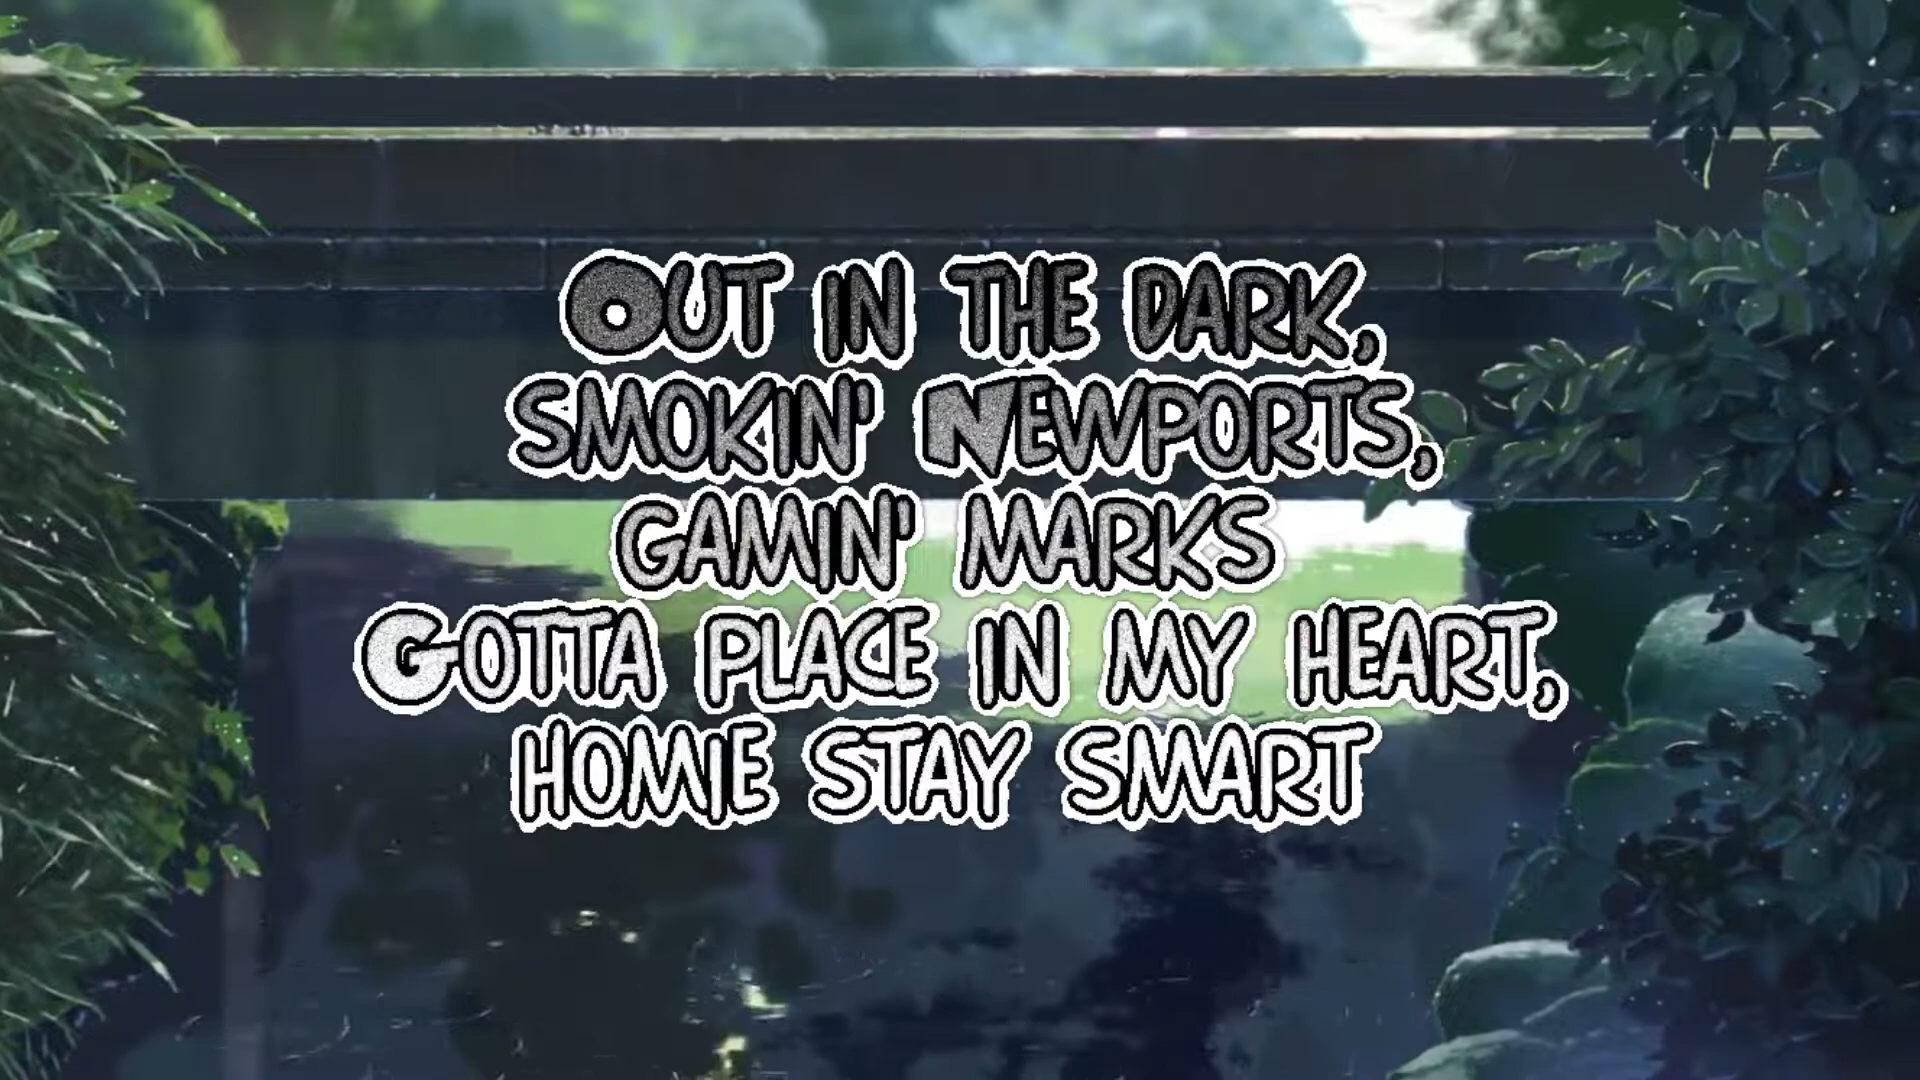 Out in the dark,
smokin' Newports,
gamin' marks
Gotta place in my heart,
homie stay smart